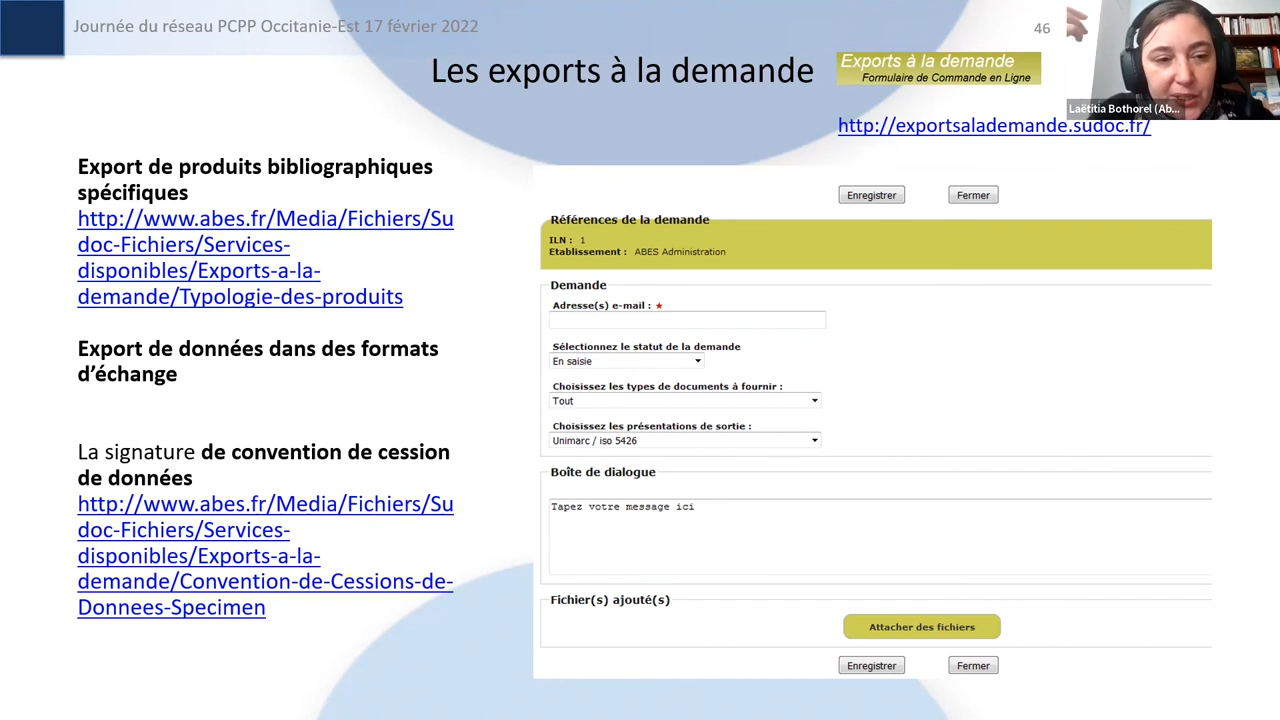 Journée du réseau PCPP Occitanie-Est 17 février 2022
46
Les exports à la demande
Exports à la demande
Formulaire de Commande en Ligne
Laëtitia Bothorel (Ab...
http://exportsalademande.sudoc.fr/
Export de produits bibliographiques
spécifiques
http://www.abes.fr/Media/Fichiers/Su
doc-Fichiers/Services-
disponibles/Exports-a-la-
demande/Typologie-des-produits
Export de données dans des formats
d'échange
La signature de convention de cession
de données
http://www.abes.fr/Media/Fichiers/Su
doc-Fichiers/Services-
disponibles/Exports-a-la-
demande/Convention-de-Cessions-de-
Donnees-Specimen
Enregistrer Fermer
Références de la demande
ILN : 1
Etablissement : ABES Administration
Demande
Adresse(s) e-mail : *
Sélectionnez le statut de la demande
En saisie
Choisissez les types de documents à fournir :
Tout
Choisissez les présentations de sortie :
Unimarc / iso 5426
Boîte de dialogue
Tapez votre message ici
Fichier(s) ajouté(s)
Attacher des fichiers
Enregistrer Fermer